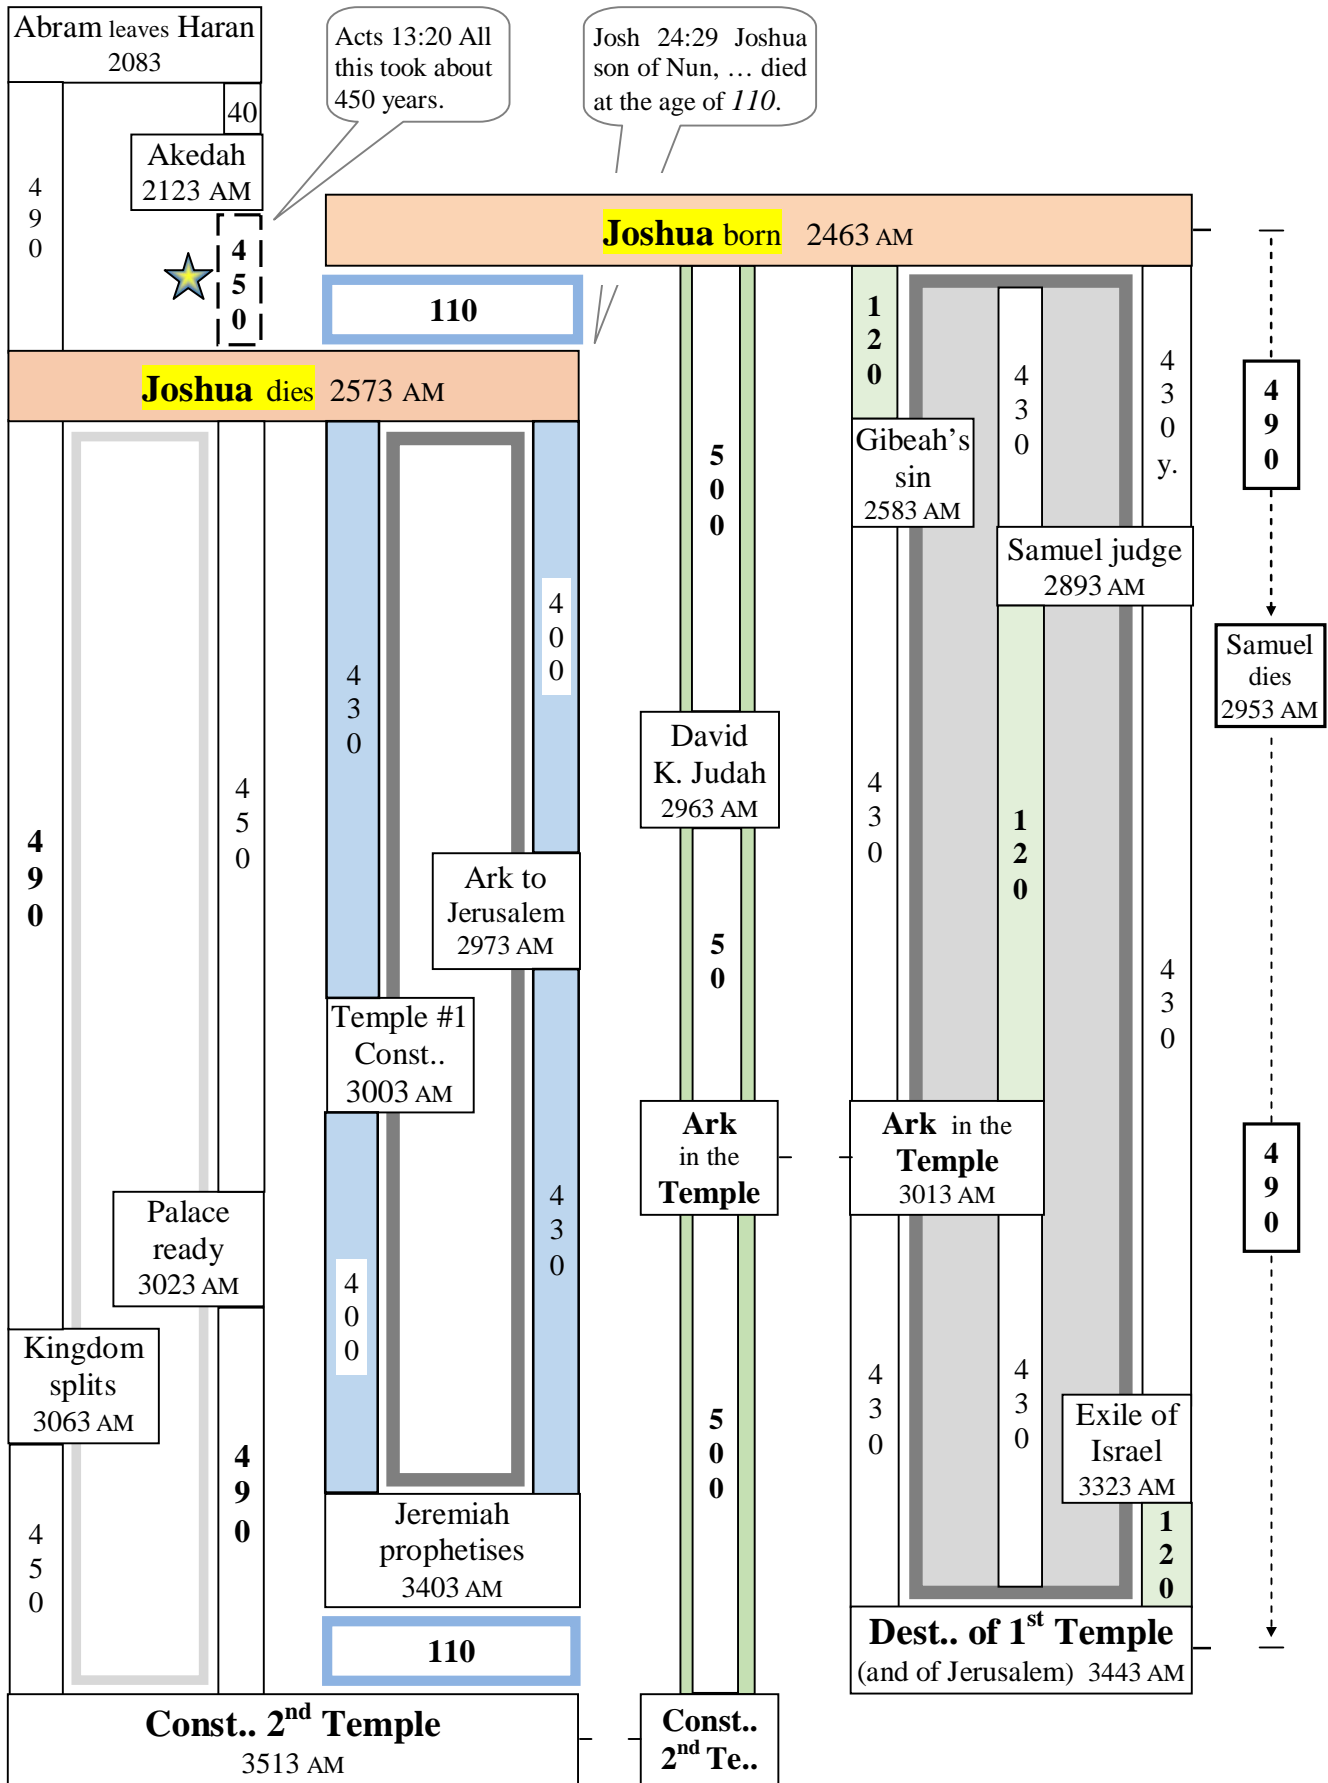 Abram leaves Haran
2083
40
Akedah
2123 AM
490
450
Acts 13:20 All
this took about
450 years.
Josh 24:29 Joshua
son of Nun, … died
at the age of 110.
Joshua born 2463 AM
110
Joshua dies 2573 AM
490
450
430
400
Ark to
Jerusalem
2973 AM
Temple #1
Const..
3003 AM
400
430
Palace
ready
3023 AM
Kingdom
splits
3063 AM
450
490
Jeremiah
prophetises
3403 AM
110
Const.. 2nd Temple
3513 AM
500
David
K. Judah
2963 AM
50
Ark
in the
Temple
500
Const..
2nd Te..
120
Gibeah’s
sin
2583 AM
430
430 y.
Samuel judge
2893 AM
430
120
430
Ark in the
Temple
3013 AM
430
430
Exile of
Israel
3323 AM
120
Dest.. of 1st Temple
(and of Jerusalem) 3443 AM
490
Samuel
dies
2953 AM
490